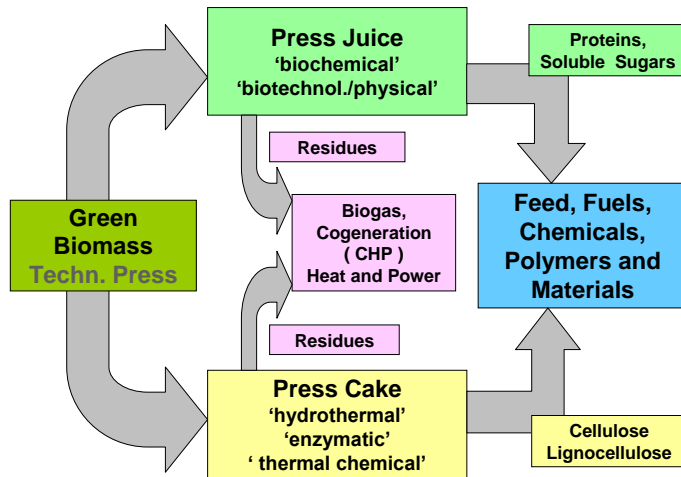 Press Juice
‘biochemical’
‘biotechnol./physical’
Proteins,
Soluble Sugars
Residues
Green
Biomass
Techn. Press
Biogas,
Cogeneration
( CHP )
Heat and Power
Feed, Fuels,
Chemicals,
Polymers and
Materials
Residues
Press Cake
‘hydrothermal’
‘enzymatic’
‘ thermal chemical’
Cellulose
Lignocellulose